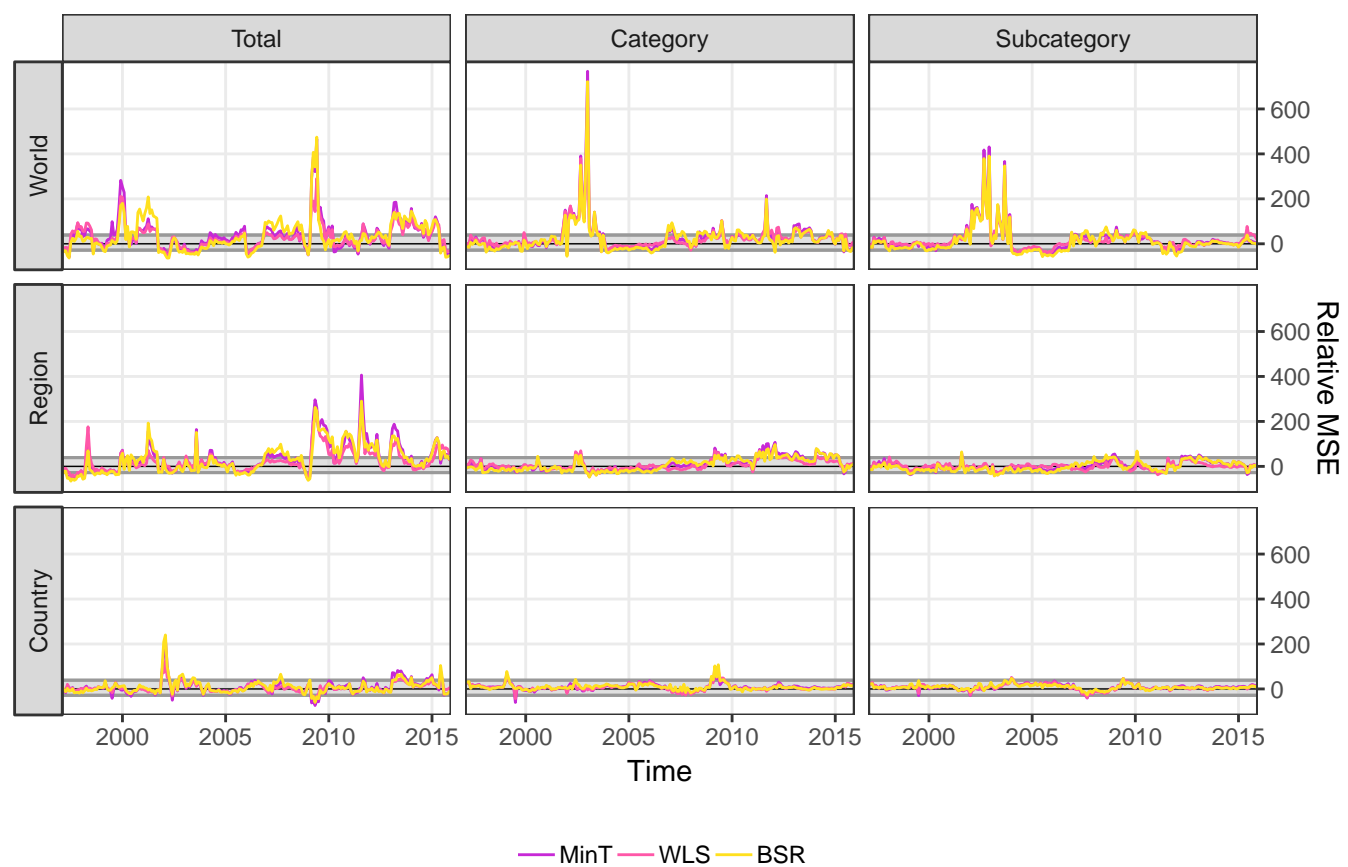 Total Category Subcategory
World
600
400
200
0
Region
600
400
200
0
Relative MSE
Country
600
400
200
0
2000 2005 2010 2015 2000 2005 2010 2015 2000 2005 2010 2015
Time
MinT WLS BSR